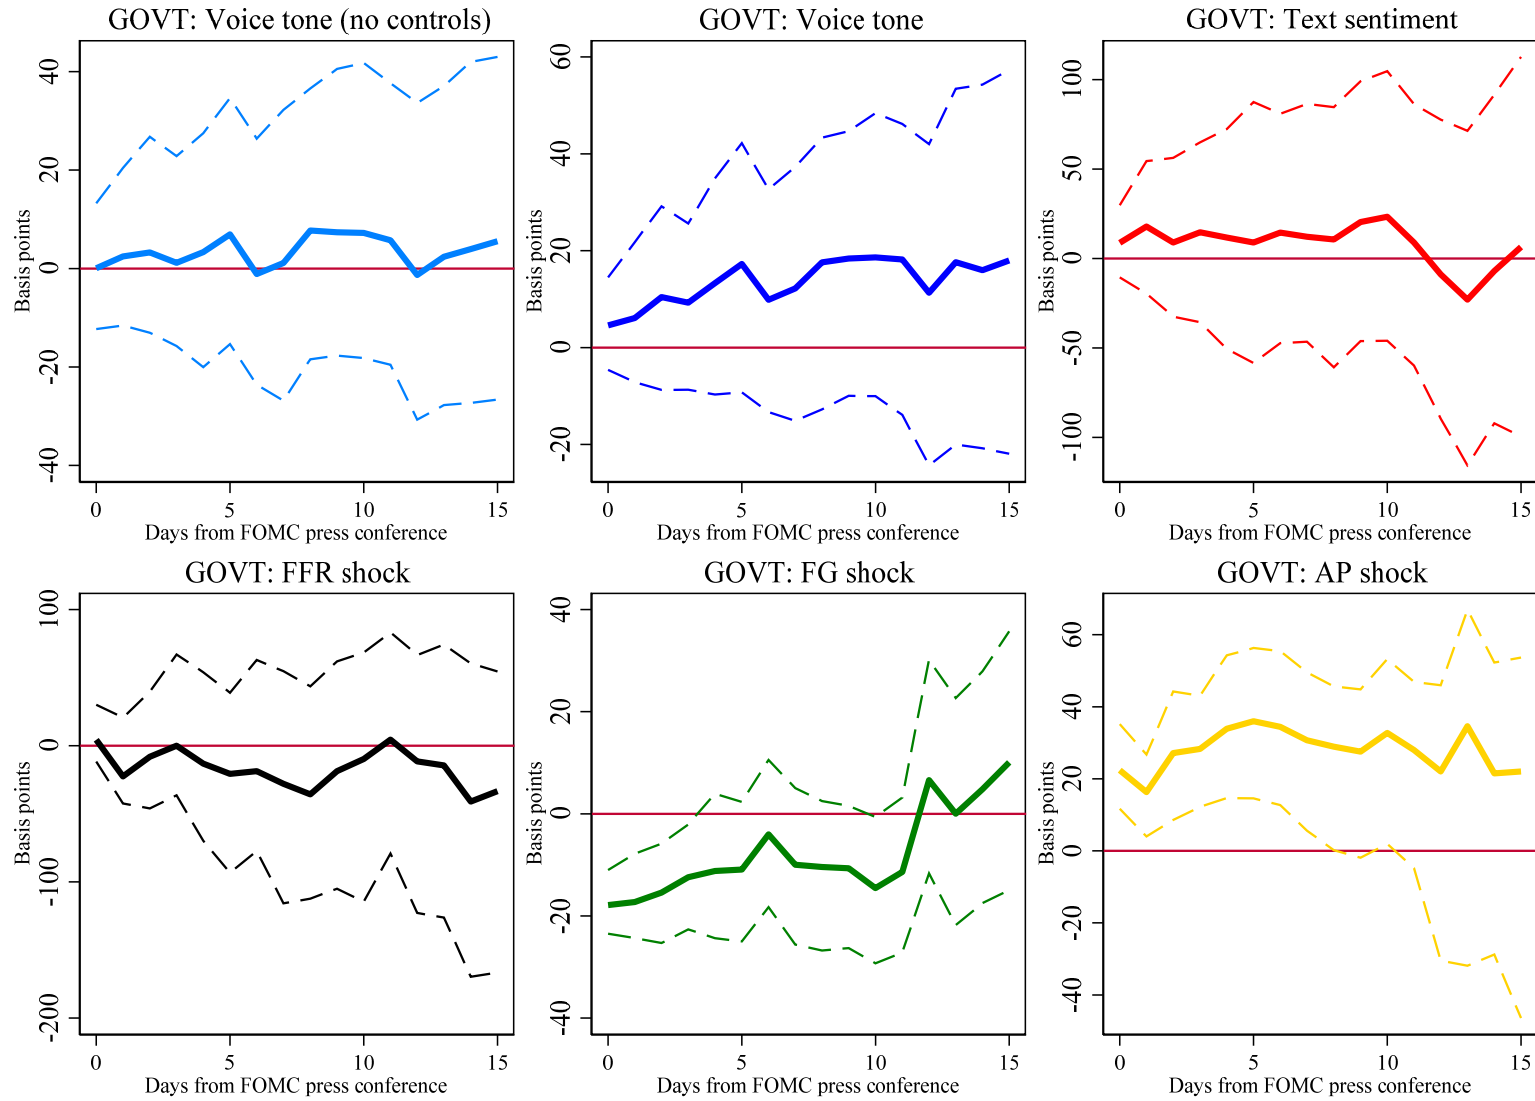 GOVT: Voice tone (no controls)
Basis points
40
20
0
-20
-40
0 5 10 15
Days from FOMC press conference
GOVT: Voice tone
Basis points
60
40
20
0
-20
0 5 10 15
Days from FOMC press conference
GOVT: Text sentiment
Basis points
100
50
0
-50
-100
0 5 10 15
Days from FOMC press conference
GOVT: FFR shock
Basis points
100
0
-100
-200
0 5 10 15
Days from FOMC press conference
GOVT: FG shock
Basis points
40
20
0
-20
-40
0 5 10 15
Days from FOMC press conference
GOVT: AP shock
Basis points
60
40
20
0
-20
-40
0 5 10 15
Days from FOMC press conference